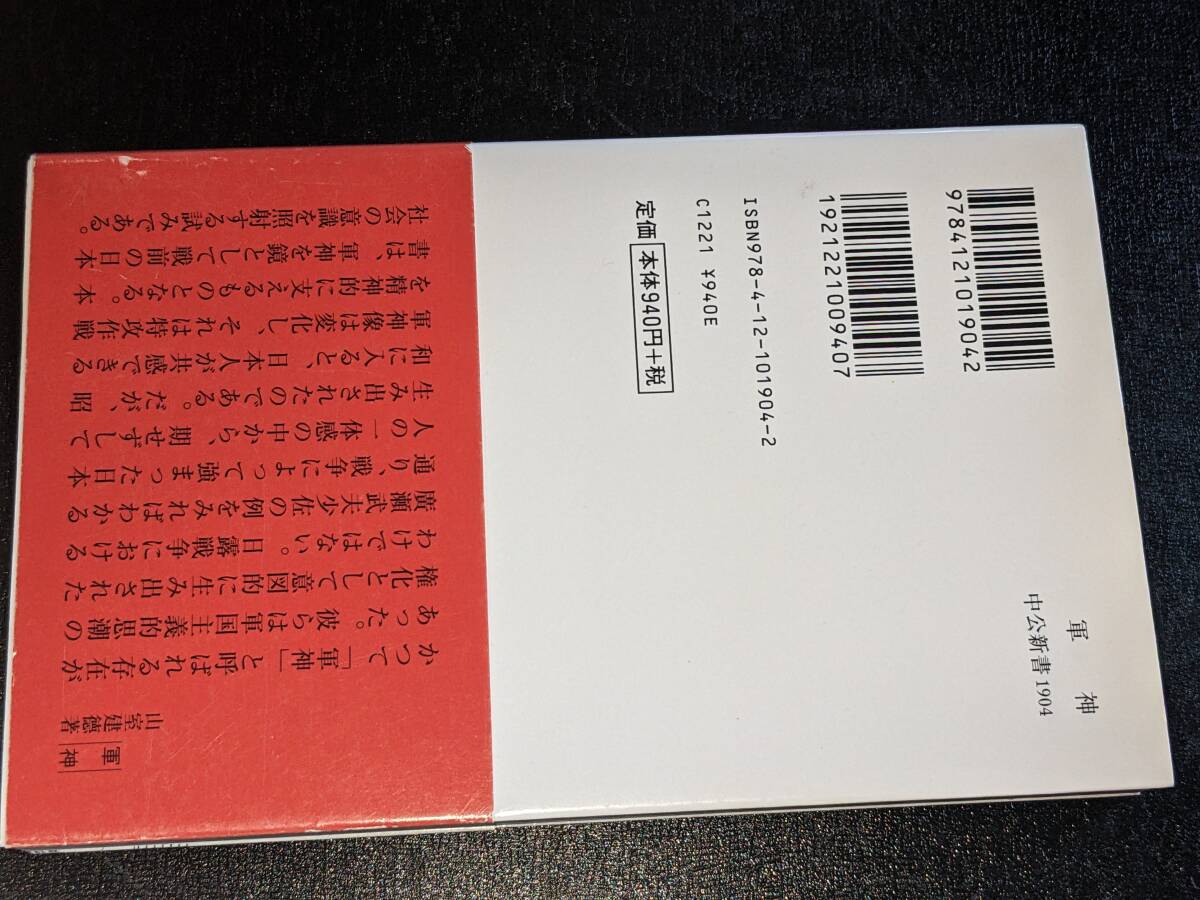 9784121019042
1921221009407
ISBN978-4-12-101904-2
C1221 ¥940E
定価 本体940円+税
軍神
中公新書 1904
軍神
山室建德著
かつて「軍神」と呼ばれる存在が
あった。彼らは軍国主義的思潮の
権化として意図的に生み出された
わけではない。日露戦争における
廣瀬武夫少佐の例をみればわかる
通り、戦争によって強まった日本
人の一体感の中から、期せずして
生み出されたのである。だが、昭
和に入ると、日本人が共感できる
軍神像は変化し、それは特攻作戦
を精神的に支えるものとなる。本
書は、軍神を鏡として戦前の日本
社会の意識を照射する試みである。